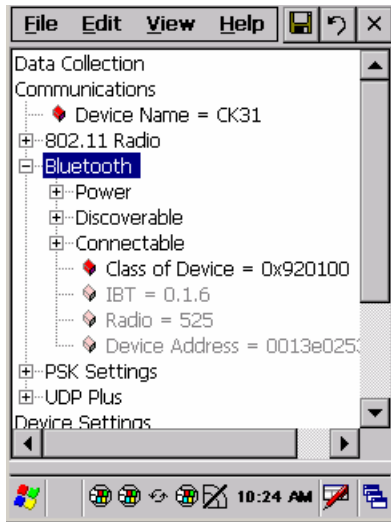 File Edit View Help
Data Collection
Communications
Device Name = CK31
802.11 Radio
Bluetooth
Power
Discoverable
Connectable
Class of Device = 0x920100
IBT = 0.1.6
Radio = 525
Device Address = 0013e0253
PSK Settings
UDP Plus
Device Settings
10:24 AM